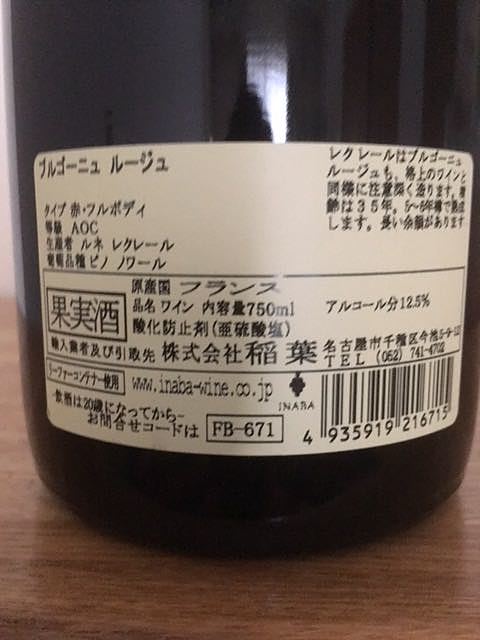 ブルゴーニュ ルージュ
タイプ 赤・フルボディ
等級 AOC
生産者 ルネ レクレール
葡萄品種 ピノ ノワール
レクレールはブルゴーニュ
ルージュも、格上のワインと
同様に注意深く造ります。樹
齢は35年。5〜6年樽で熟成
します。長い余韻があります
果実酒
原産国 フランス
品名 ワイン 内容量750ml
酸化防止剤(亜硫酸塩)
アルコール分12.5%
輸入業者及び引取先 株式会社 稲葉
名古屋市千種区今池5-9-12
TEL (052) 741-4702
リーファーコンテナー使用
www.inaba-wine.co.jp
INABA
-飲酒は20歳になってから-
お問合せコードは FB-671
4 935919 216715